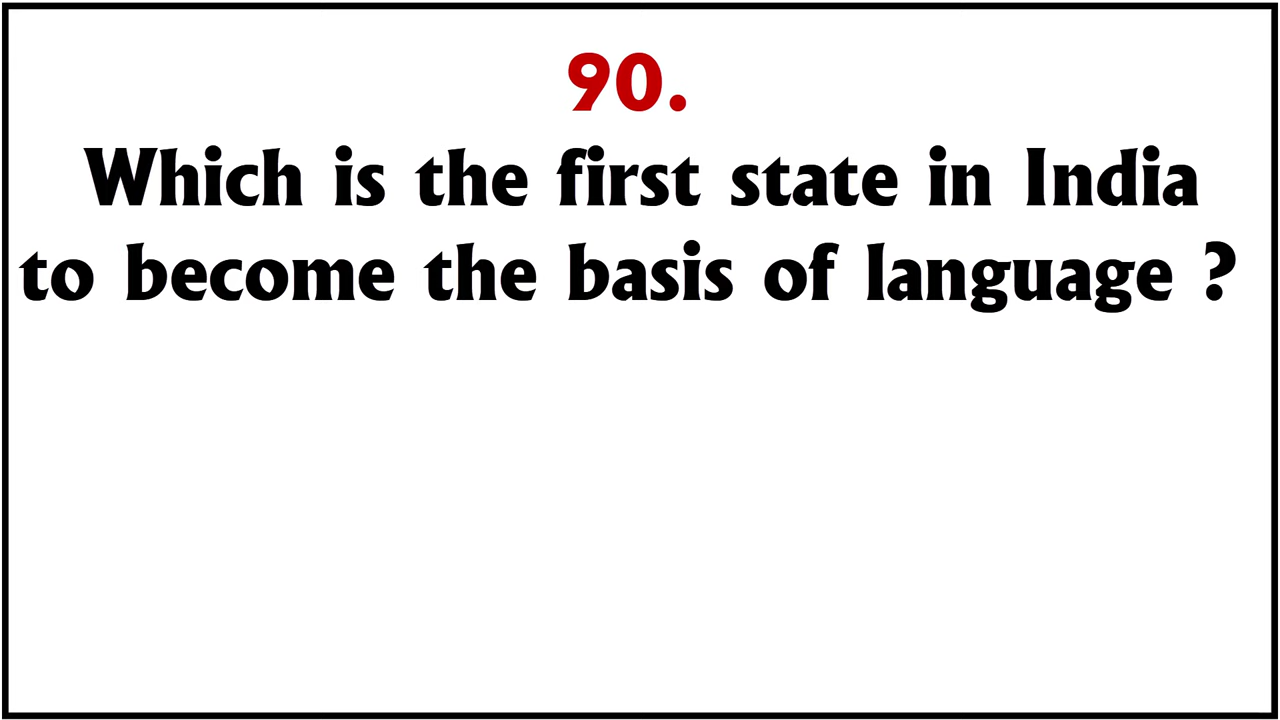 90.
Which is the first state in India
to become the basis of language ?